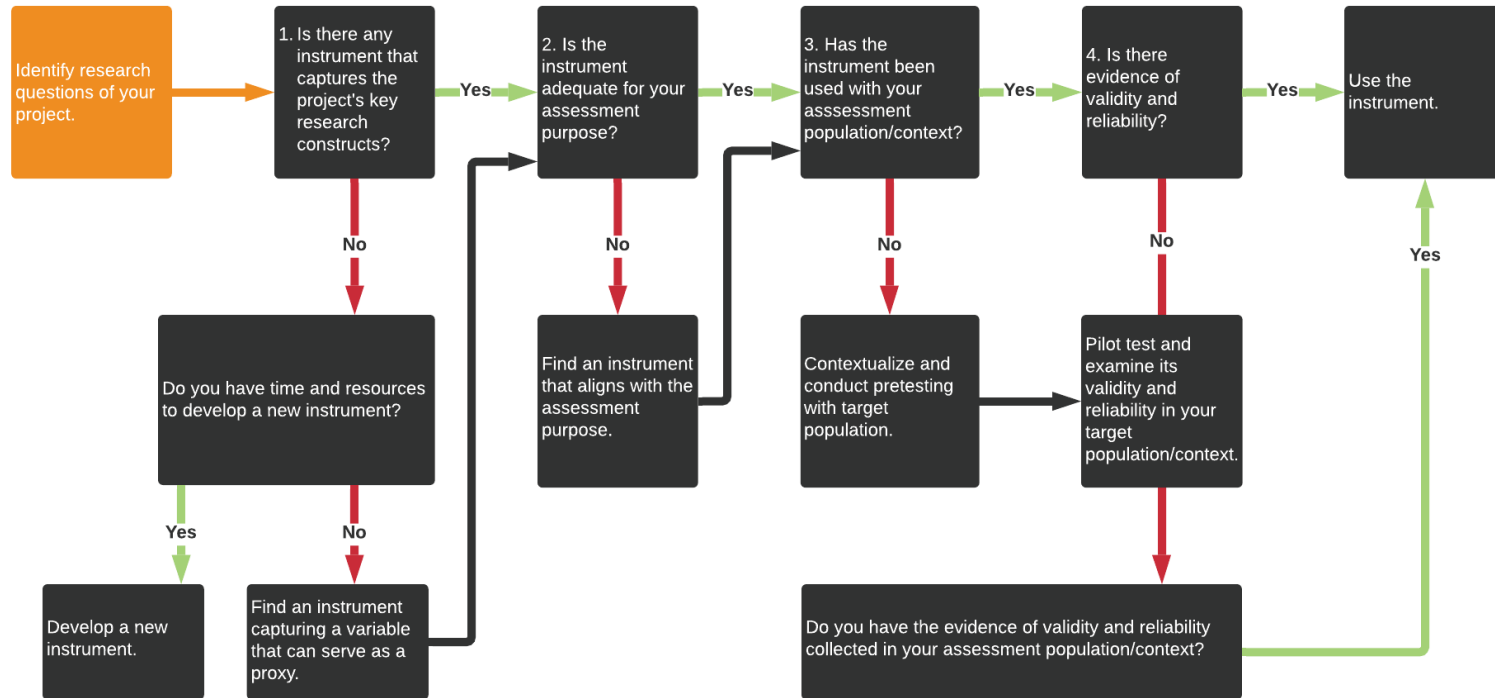 Identify research
questions of your
project.
1. Is there any
instrument that
captures the
project's key
research
constructs?
Yes
2. Is the
instrument
adequate for your
assessment
purpose?
Yes
3. Has the
instrument been
used with your
asssessment
population/context?
Yes
4. Is there
evidence of
validity and
reliability?
Yes
Use the
instrument.
No
No
No
No
Yes
Do you have time and resources
to develop a new instrument?
Find an instrument
that aligns with the
assessment
purpose.
Contextualize and
conduct pretesting
with target
population.
Pilot test and
examine its
validity and
reliability in your
target
population/context.
Yes
No
Develop a new
instrument.
Find an instrument
capturing a variable
that can serve as a
proxy.
Do you have the evidence of validity and reliability
collected in your assessment population/context?